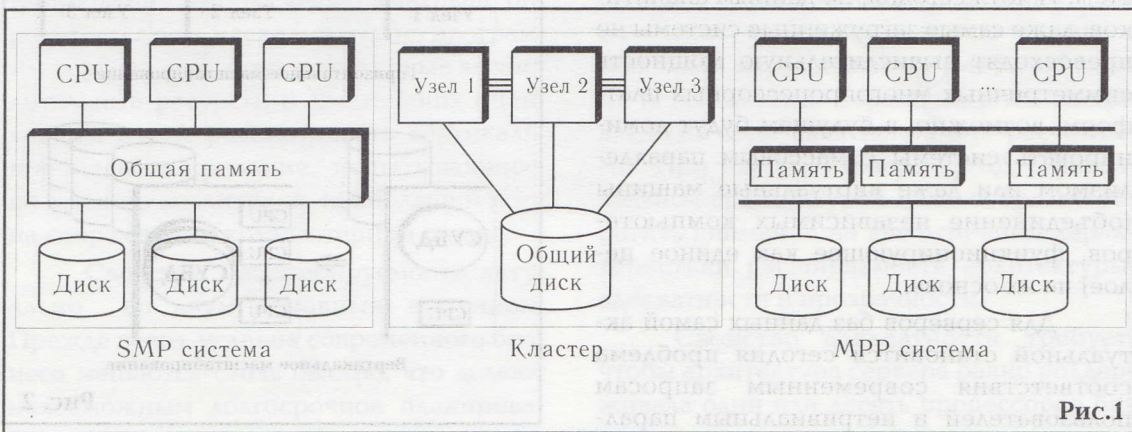 CPU CPU CPU
Общая память
Диск Диск Диск
SMP система
Узел 1 Узел 2 Узел 3
Общий
диск
Кластер
CPU CPU ... CPU
Память Память Память
Диск Диск Диск
MPP система
Рис.1